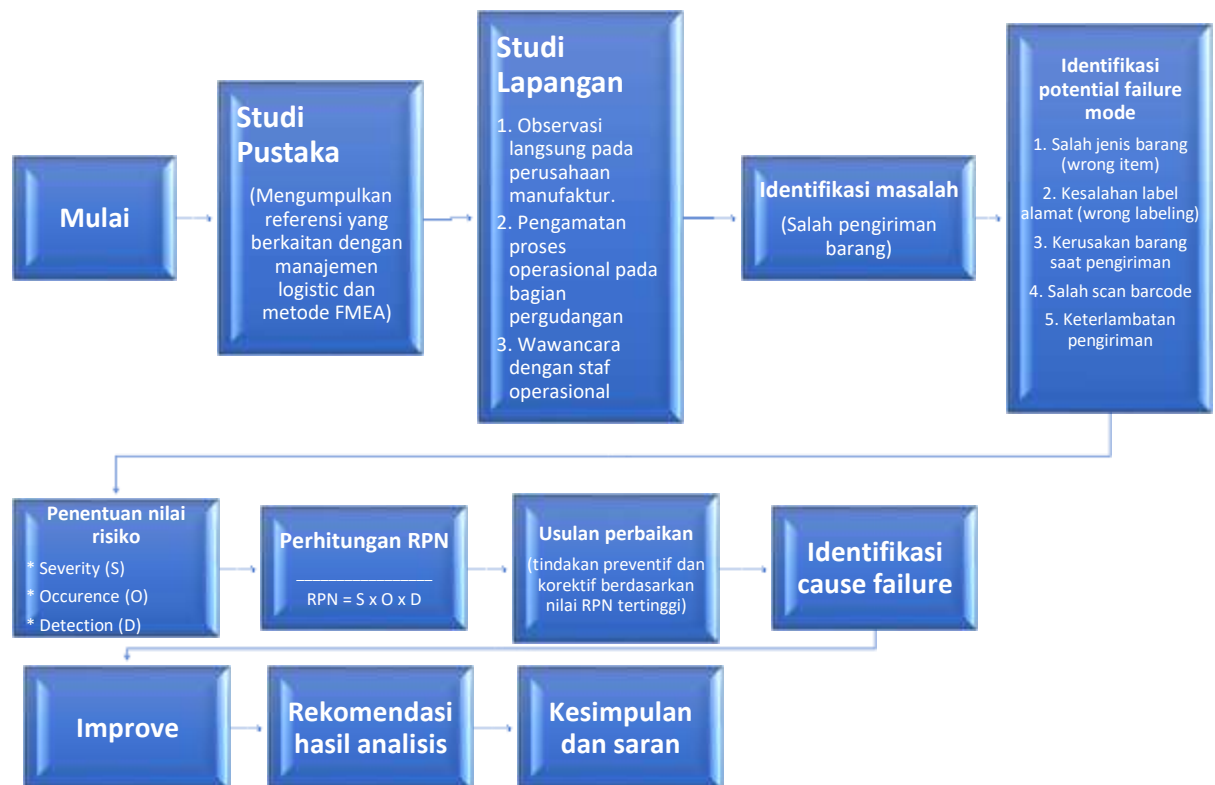 Mulai
Studi
Pustaka
(Mengumpulkan
referensi yang
berkaitan dengan
manajemen
logistic dan
metode FMEA)
Studi
Lapangan
1. Observasi
langsung pada
perusahaan
manufaktur.
2. Pengamatan
proses
operasional pada
bagian
pergudangan
3. Wawancara
dengan staf
operasional
Identifikasi masalah
(Salah pengiriman
barang)
Identifikasi
potential failure
mode
1. Salah jenis barang
(wrong item)
2. Kesalahan label
alamat (wrong labeling)
3. Kerusakan barang
saat pengiriman
4. Salah scan barcode
5. Keterlambatan
pengiriman
Penentuan nilai
risiko
* Severity (S)
* Occurence (O)
* Detection (D)
Perhitungan RPN
___________________
RPN = S x O x D
Usulan perbaikan
(tindakan preventif dan
korektif berdasarkan
nilai RPN tertinggi)
Identifikasi
cause failure
Improve
Rekomendasi
hasil analisis
Kesimpulan
dan saran